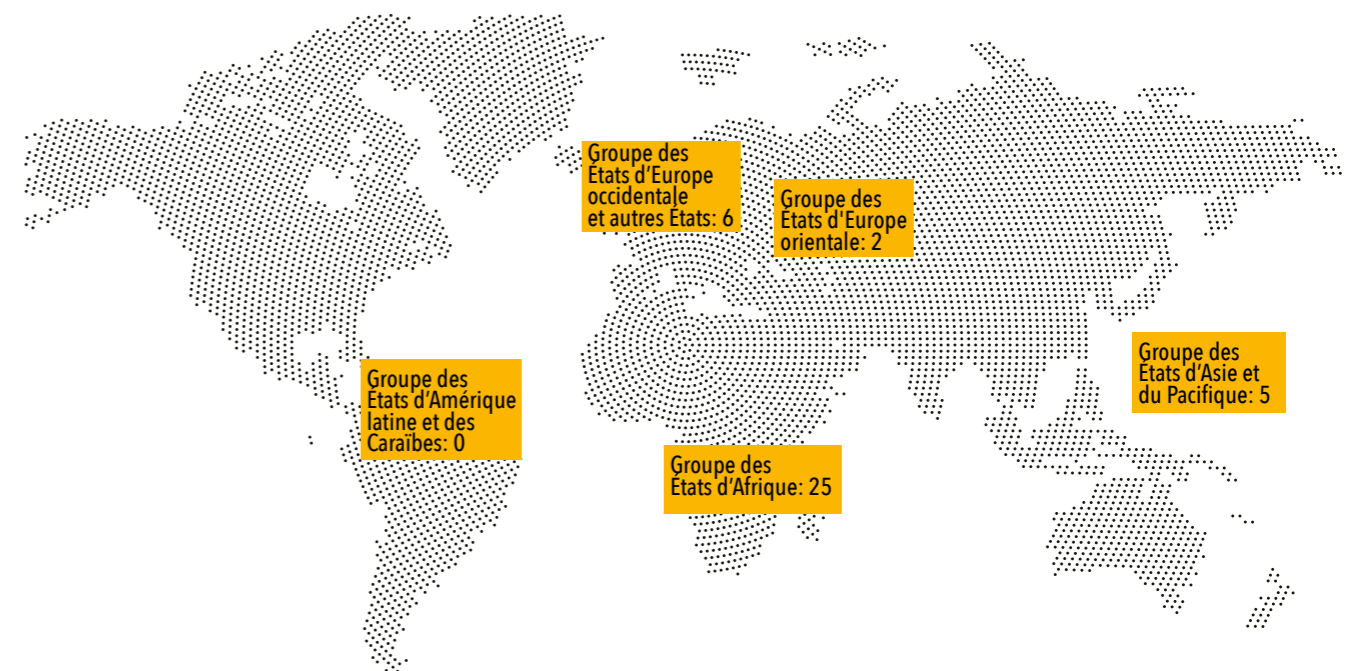 Groupe des
États d’Europe
occidentale
et autres États: 6
Groupe des
États d'Europe
orientale: 2
Groupe des
États d’Asie et
du Pacifique: 5
Groupe des
États d’Amérique
latine et des
Caraïbes: 0
Groupe des
États d’Afrique: 25